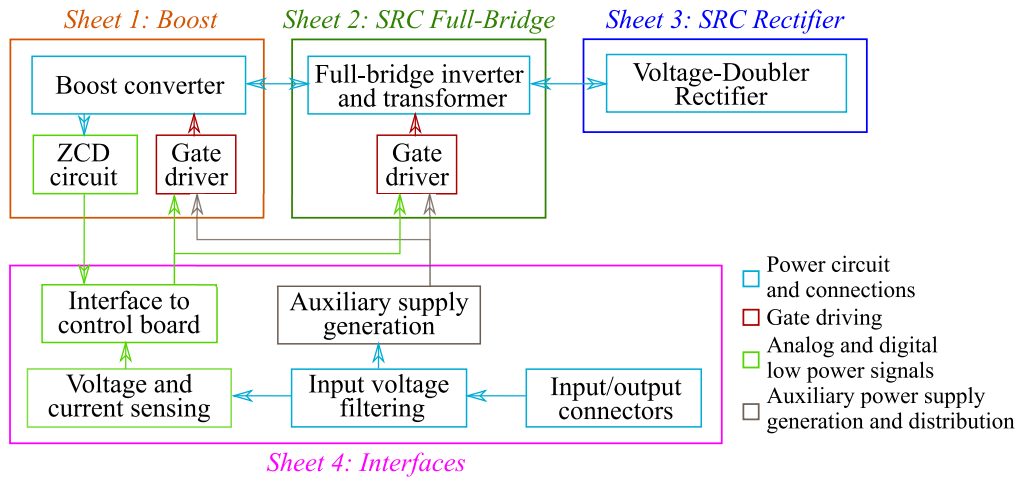 Sheet 1: Boost
Sheet 2: SRC Full-Bridge
Sheet 3: SRC Rectifier
Boost converter
Full-bridge inverter
and transformer
Voltage-Doubler
Rectifier
ZCD
circuit
Gate
driver
Gate
driver
Interface to
control board
Auxiliary supply
generation
Voltage and
current sensing
Input voltage
filtering
Input/output
connectors
Sheet 4: Interfaces
Power circuit
and connections
Gate driving
Analog and digital
low power signals
Auxiliary power supply
generation and distribution